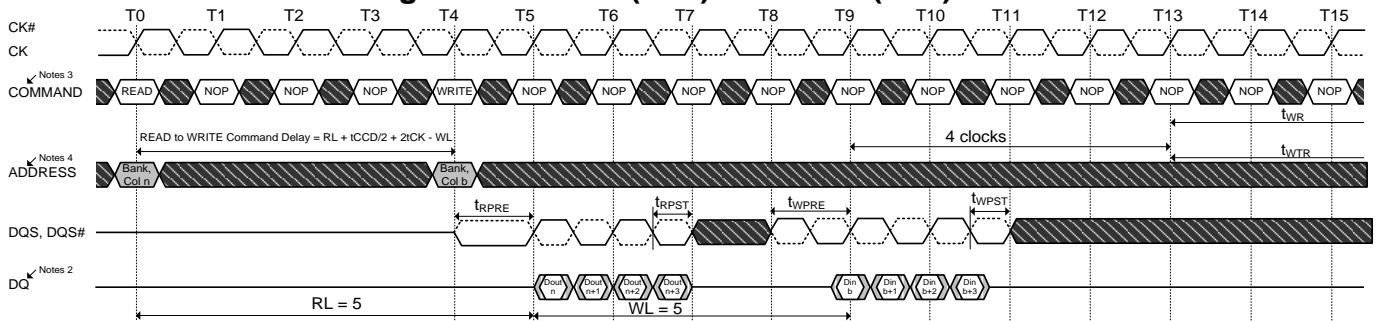 T0 T1 T2 T3 T4 T5 T6 T7 T8 T9 T10 T11 T12 T13 T14 T15
CK#
CK
Notes 3
COMMAND READ NOP NOP NOP WRITE NOP NOP NOP NOP NOP NOP NOP NOP NOP NOP NOP
tWR
READ to WRITE Command Delay = RL + tCCD/2 + 2tCK - WL 4 clocks
tWTR
Notes 4
ADDRESS Bank, Col n Bank, Col b
tRPRE tRPST tWPRE tWPST
DQS, DQS#
Notes 2
DQ Dout n Dout n+1 Dout n+2 Dout n+3 Din b Din b+1 Din b+2 Din b+3
RL = 5 WL = 5